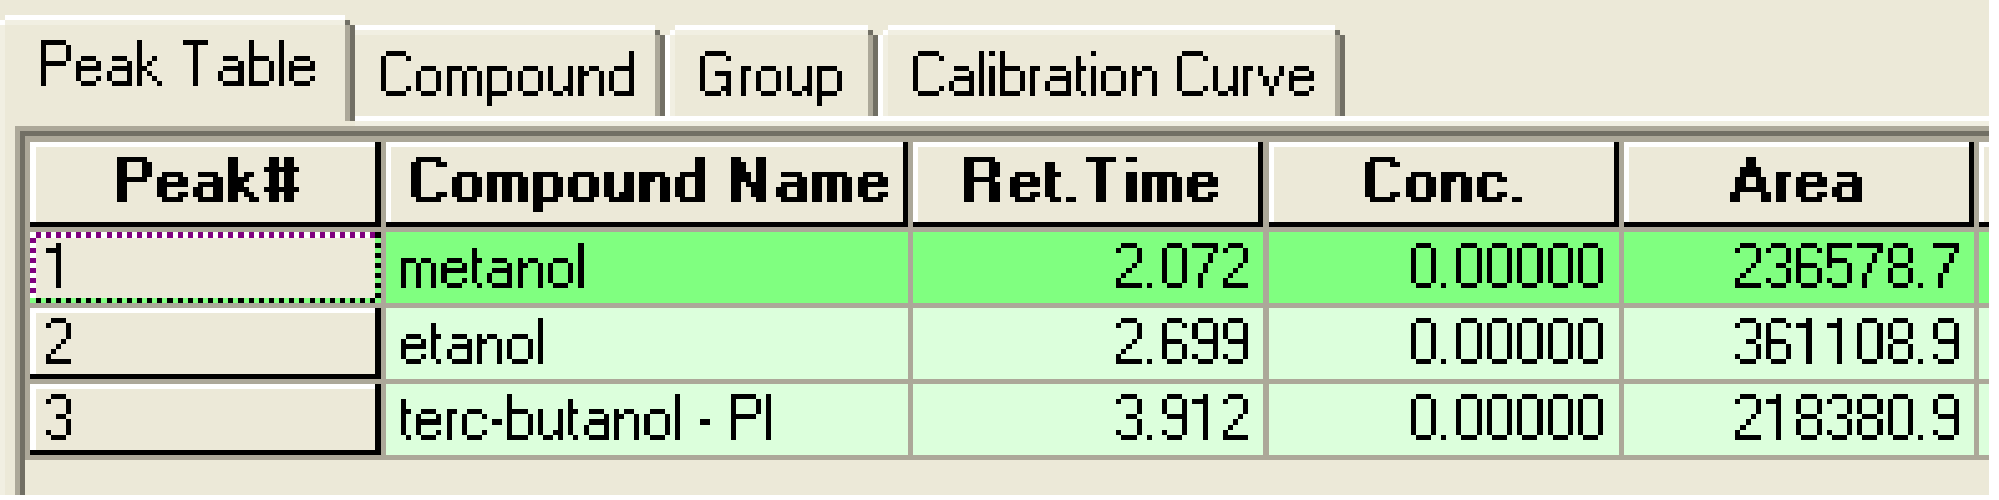 Peak Table Compound Group Calibration Curve
Peak# Compound Name Ret.Time Conc. Area
1 metanol 2.072 0.00000 236578.7
2 etanol 2.699 0.00000 361108.9
3 terc-butanol - PI 3.912 0.00000 218380.9